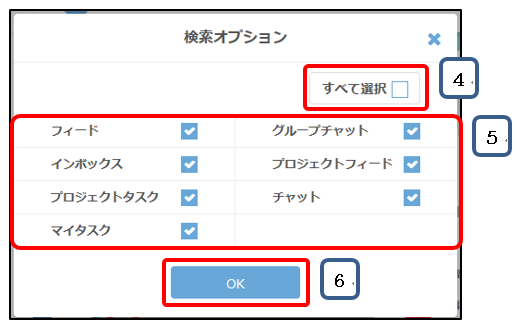 検索オプション ×
すべて選択 4
フィード グループチャット 5
インボックス プロジェクトフィード
プロジェクトタスク チャット
マイタスク
OK 6